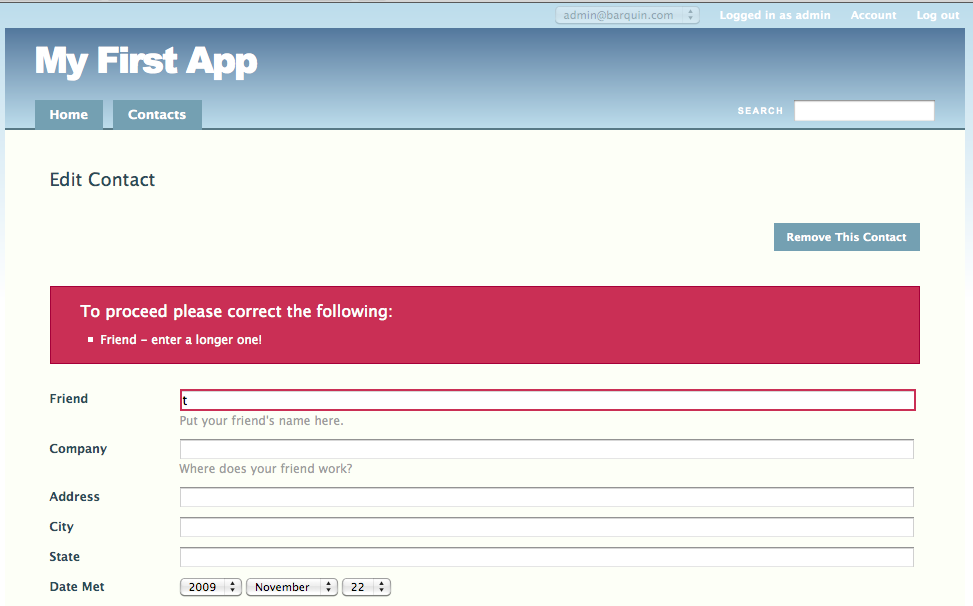 admin@barquin.com Logged in as admin Account Log out
My First App
Home Contacts SEARCH
Edit Contact
Remove This Contact
To proceed please correct the following:
Friend – enter a longer one!
Friend t
Put your friend's name here.
Company
Where does your friend work?
Address
City
State
Date Met 2009 November 22